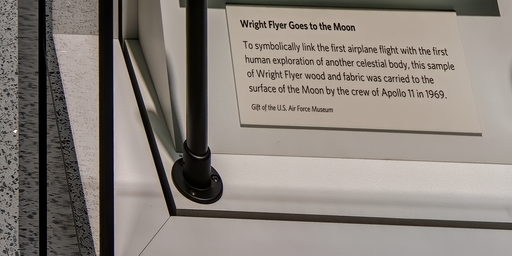 Wright Flyer Goes to the Moon
To symbolically link the first airplane flight with the first
human exploration of another celestial body, this sample
of Wright Flyer wood and fabric was carried to the
surface of the Moon by the crew of Apollo 11 in 1969.
Gift of the U.S. Air Force Museum